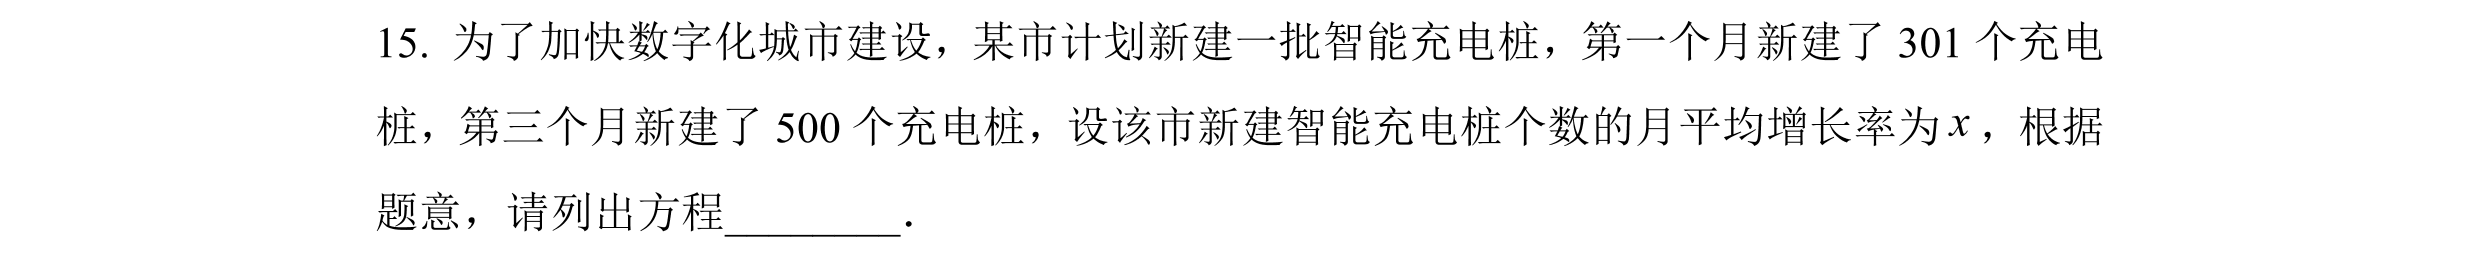 15. 为了加快数字化城市建设，某市计划新建一批智能充电桩，第一个月新建了 301 个充电
桩，第三个月新建了 500 个充电桩，设该市新建智能充电桩个数的月平均增长率为 x ，根据
题意，请列出方程________．